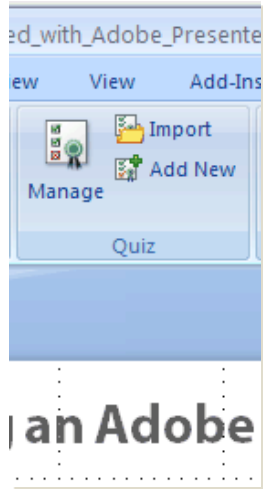 ed_with_Adobe_Presente
ew View Add-Ins
Import
Add New
Manage
Quiz
g an Adobe